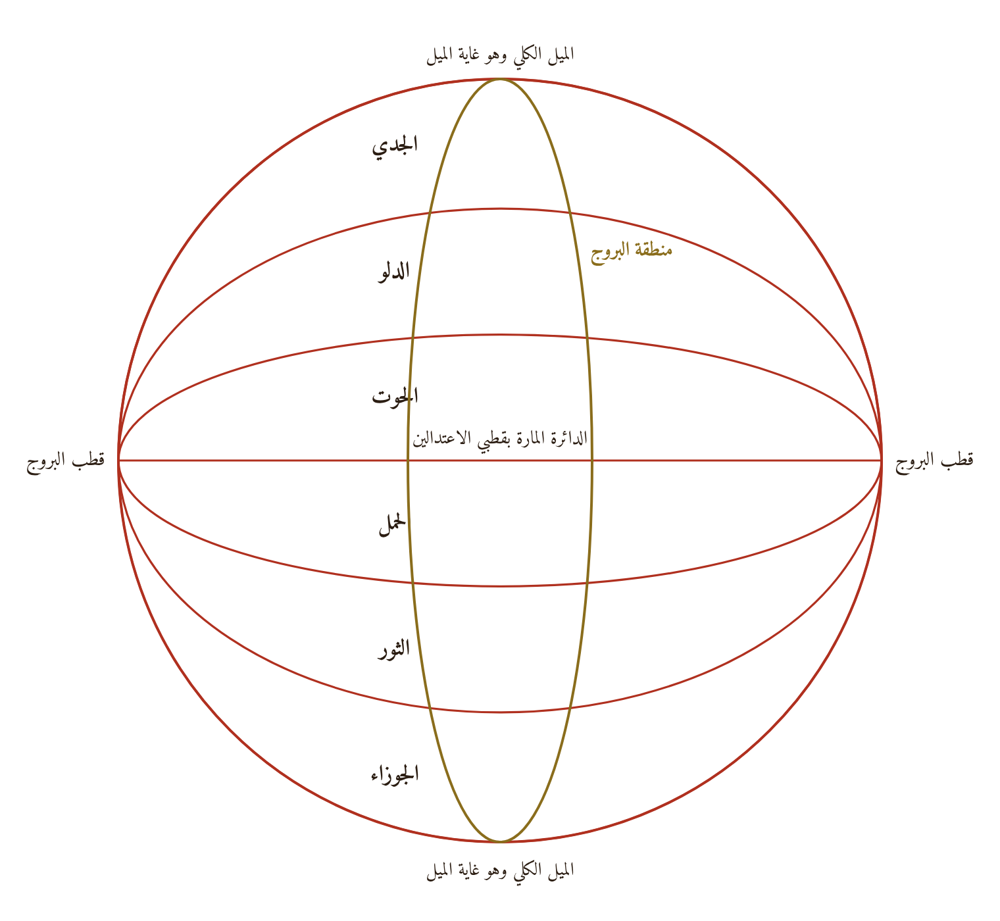 الميل الكلي وهو غاية الميل
الجدي
منطقة البروج
الدلو
الحوت
الدائرة المارة بقطبي الاعتدالين
قطب البروج
قطب البروج
لحمل
الثور
الجوزاء
الميل الكلي وهو غاية الميل